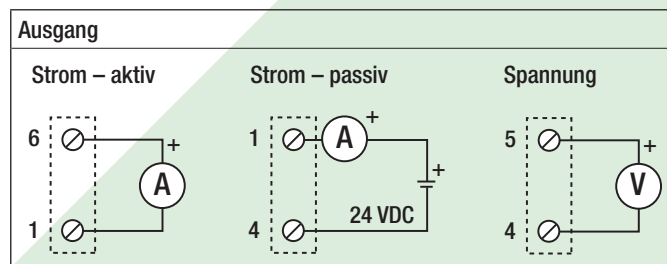 Ausgang
Strom – aktiv
Strom – passiv
Spannung
6
+
A
1
1
A
+
+
24 VDC
4
5
+
V
4